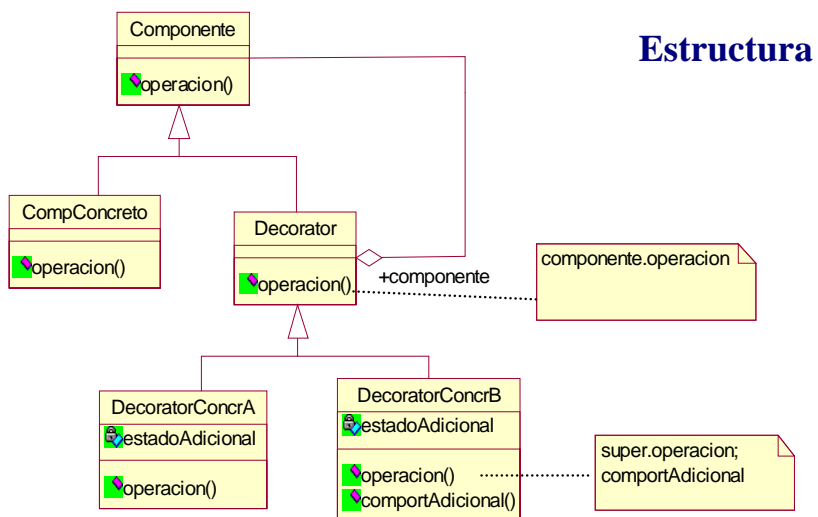 Estructura
Componente
operacion()
CompConcreto
operacion()
Decorator
operacion()
+componente
componente.operacion
DecoratorConcrA
estadoAdicional
operacion()
DecoratorConcrB
estadoAdicional
operacion()
comportAdicional()
super.operacion;
comportAdicional